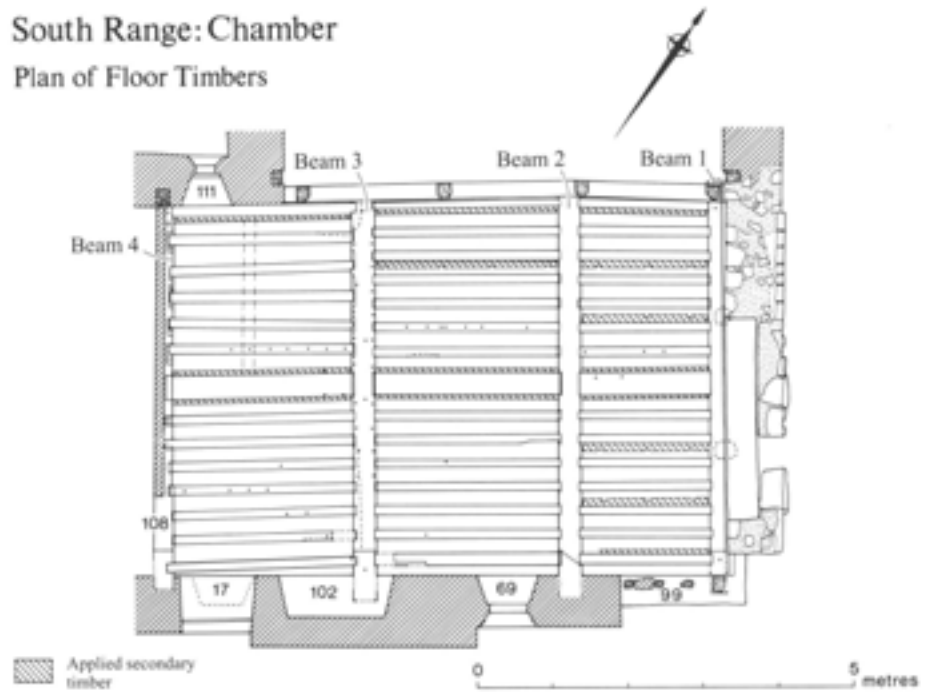 South Range: Chamber
Plan of Floor Timbers
Beam 3
Beam 2
Beam 1
111
Beam 4
108
17
102
69
99
Applied secondary
timber
0
5
metres